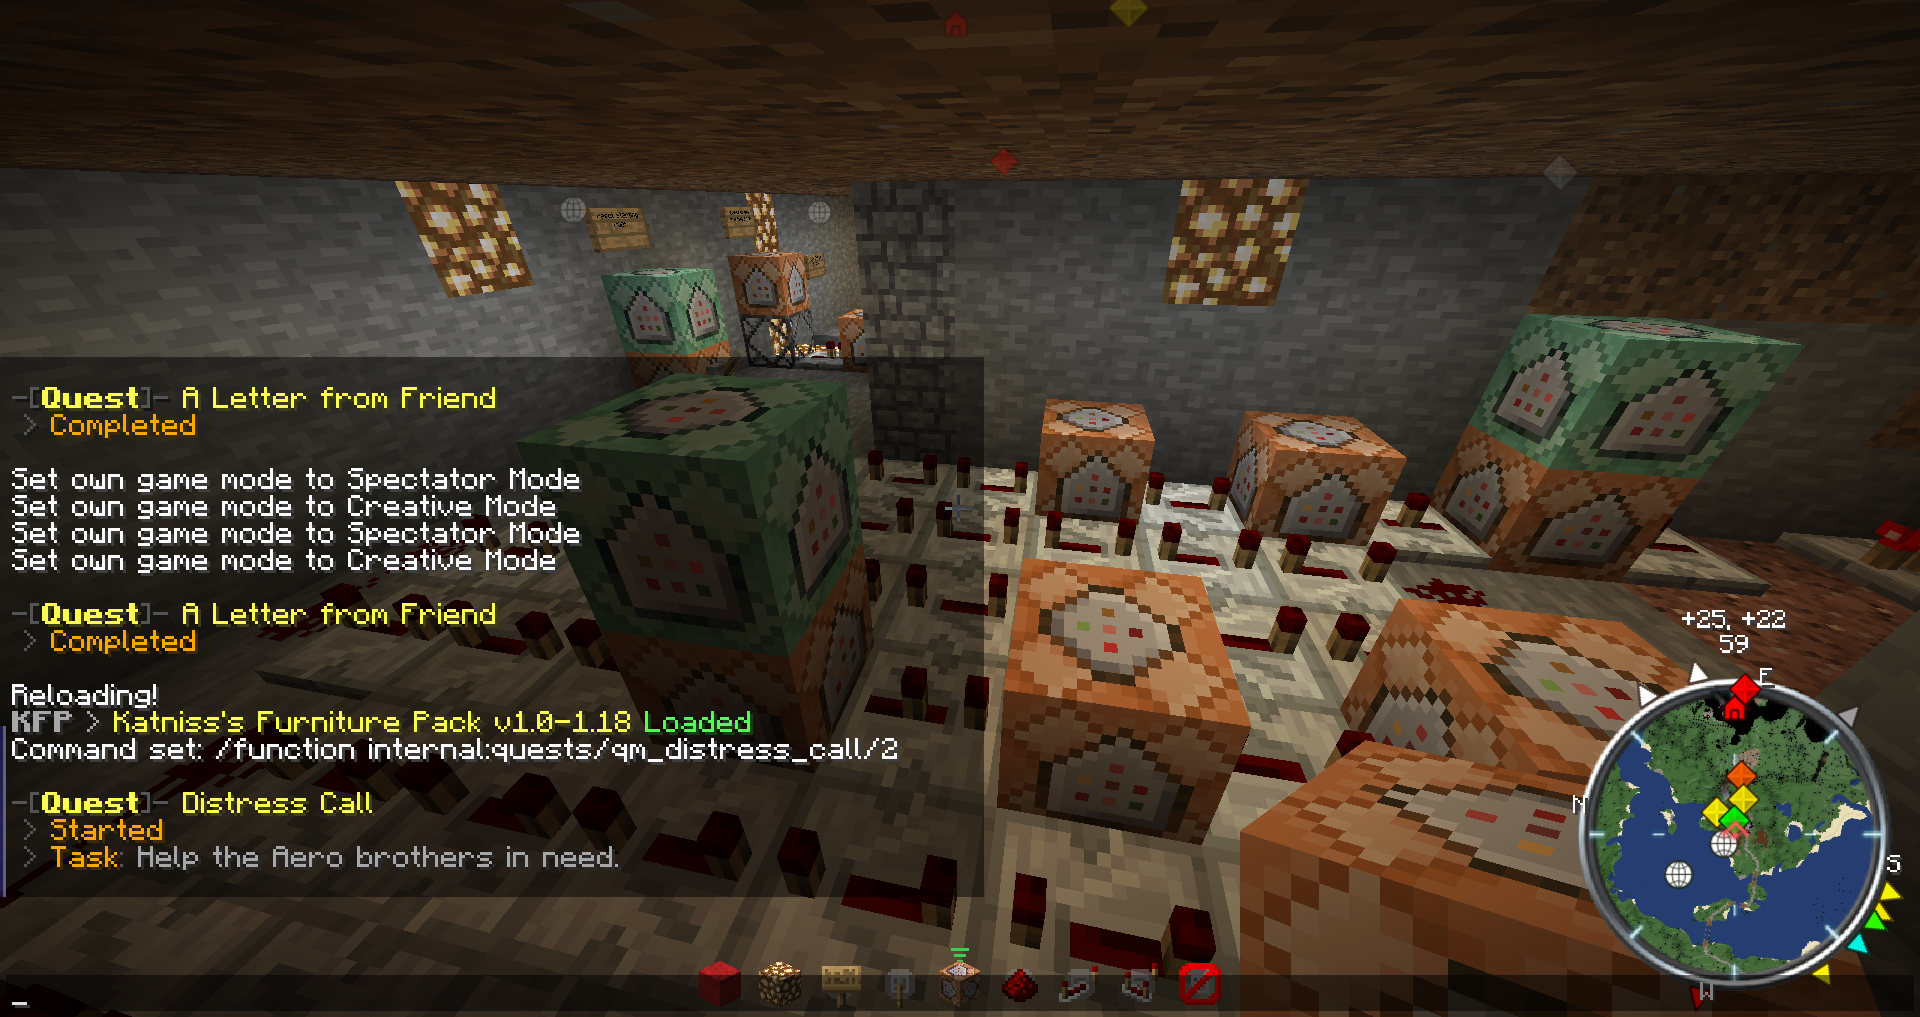 -[Quest]- A Letter from Friend
> Completed
Set own game mode to Spectator Mode
Set own game mode to Creative Mode
Set own game mode to Spectator Mode
Set own game mode to Creative Mode
-[Quest]- A Letter from Friend
> Completed
Reloading!
KFP > Katniss's Furniture Pack v1.0-1.18 Loaded
Command set: /function internal:quests/qm_distress_call/2
-[Quest]- Distress Call
> Started
> Task: Help the Aero brothers in need.
_
+25, +22
59
E
N
S
W